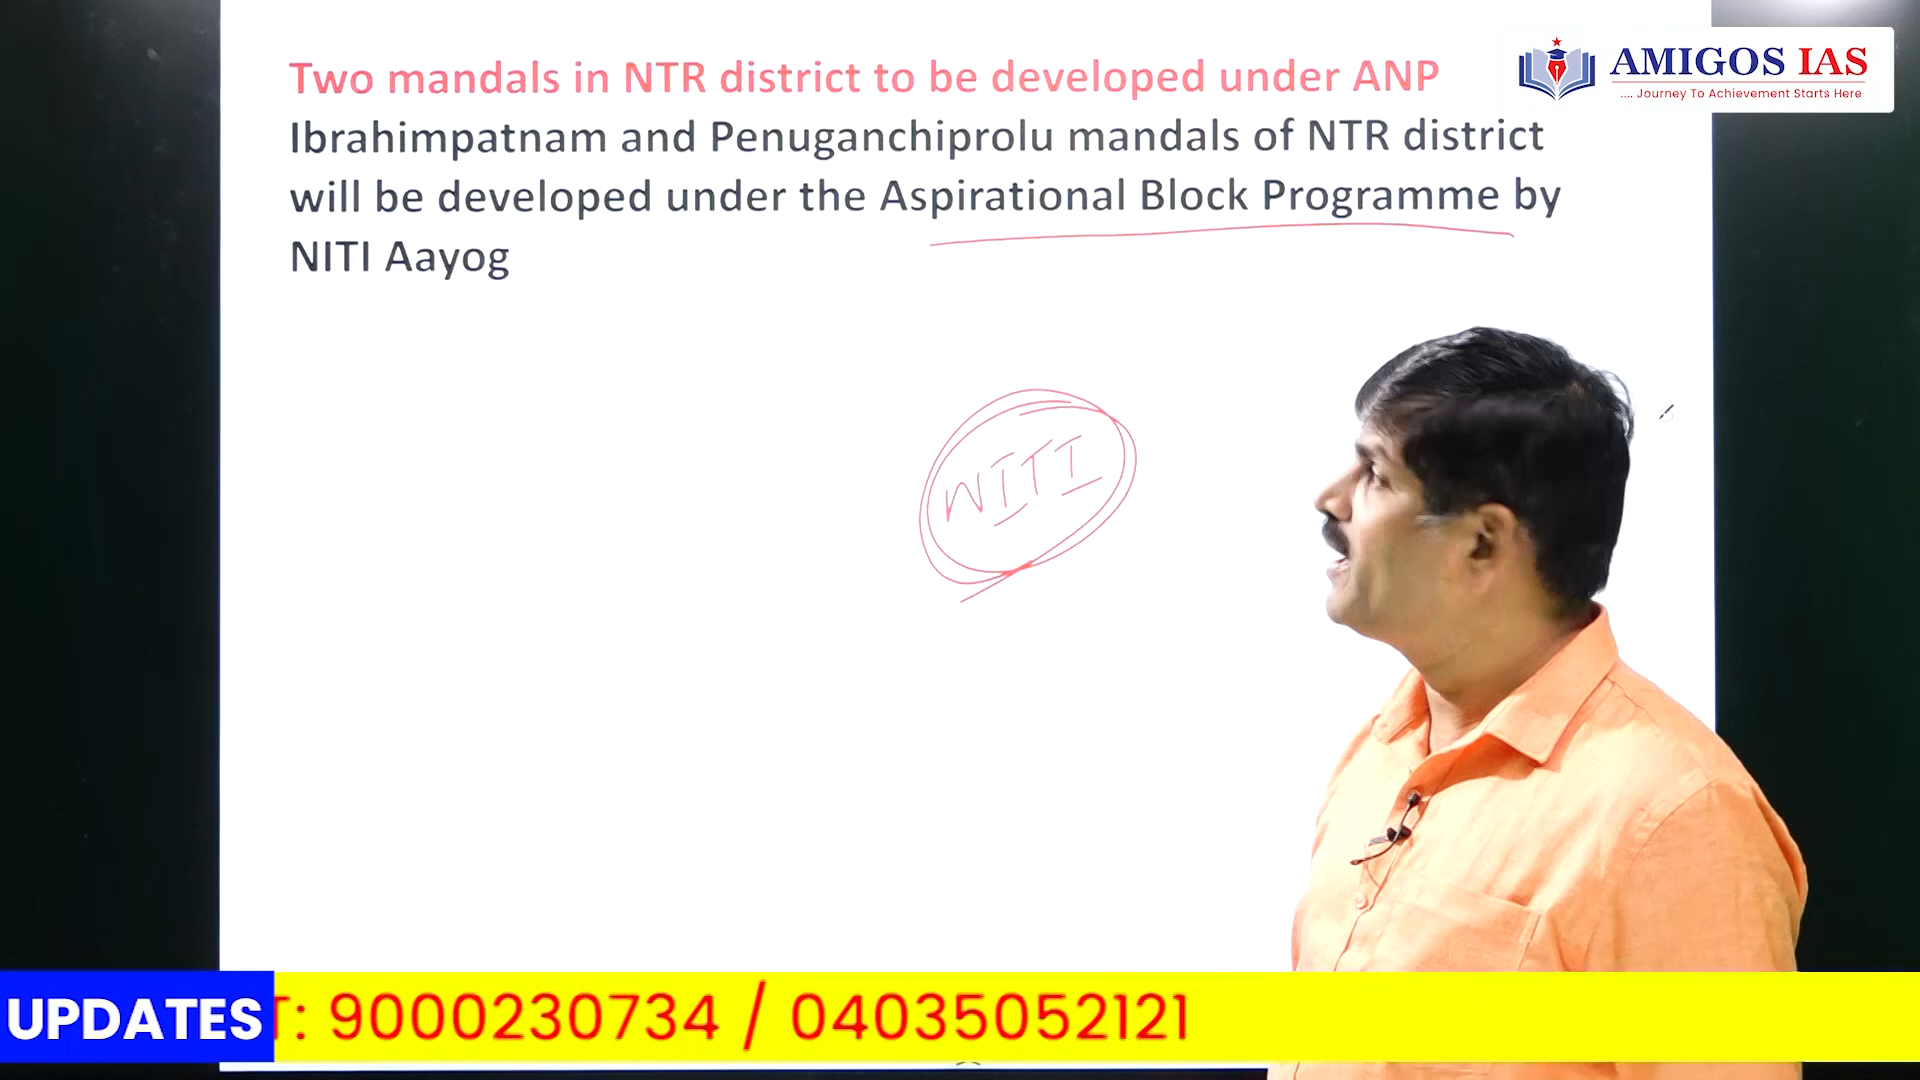 Two mandals in NTR district to be developed under ANP
AMIGOS IAS
.... Journey To Achievement Starts Here
Ibrahimpatnam and Penuganchiprolu mandals of NTR district
will be developed under the Aspirational Block Programme by
NITI Aayog
NITI
UPDATES T: 9000230734 / 04035052121